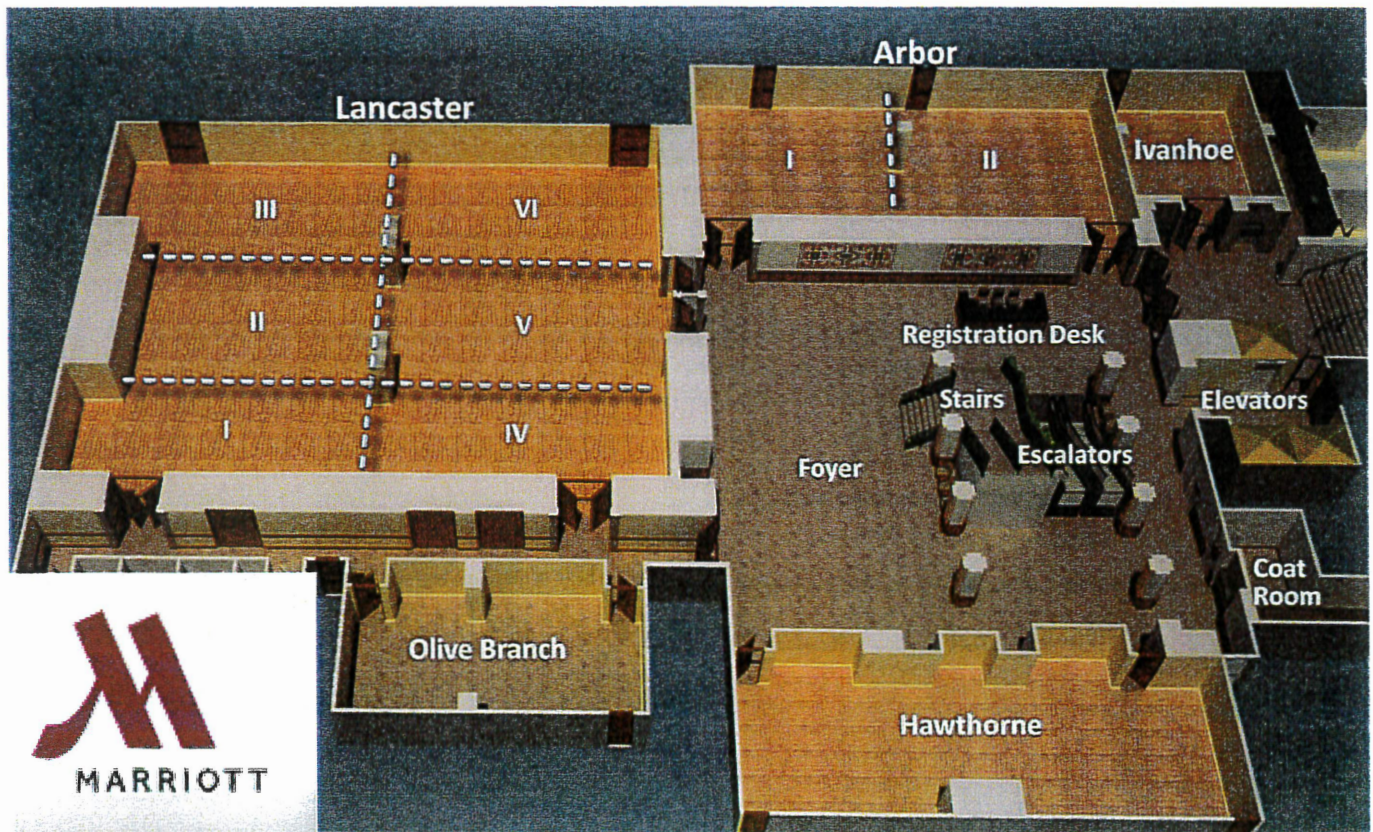 Arbor
Lancaster
I
II
Ivanhoe
III
VI
II
V
Registration Desk
Stairs
Elevators
I
IV
Foyer
Escalators
Coat
Room
Olive Branch
Hawthorne
MARRIOTT